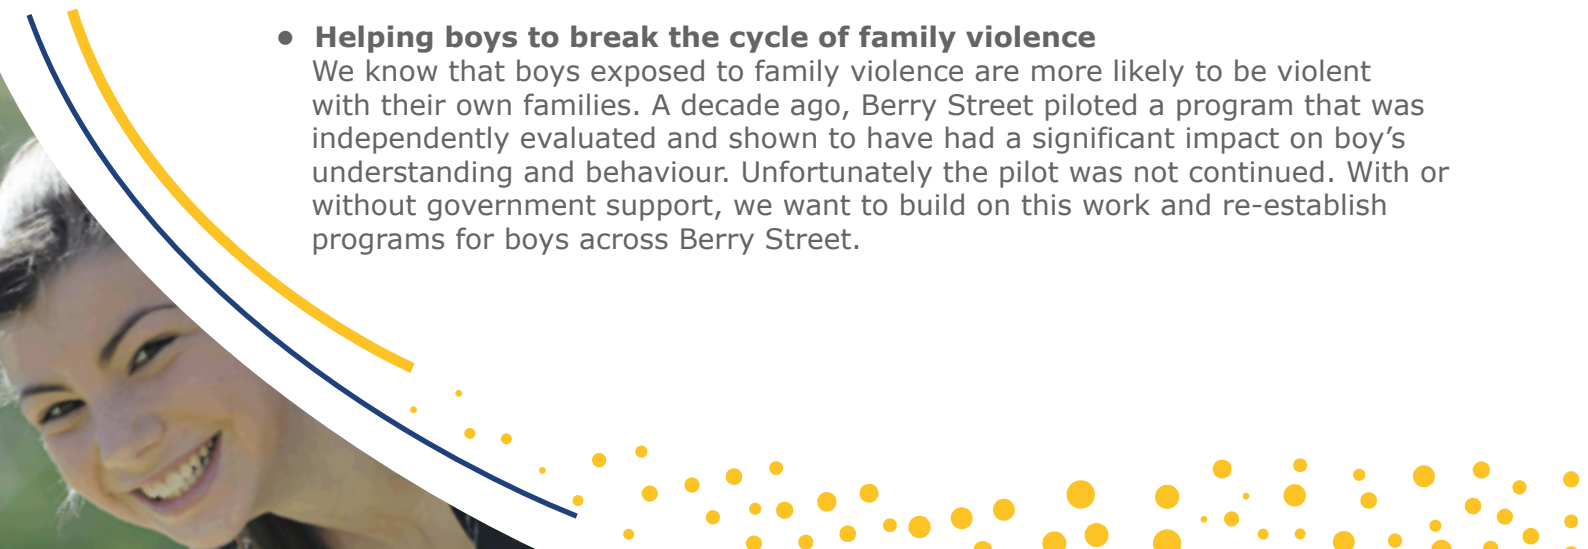 ● Helping boys to break the cycle of family violence
We know that boys exposed to family violence are more likely to be violent
with their own families. A decade ago, Berry Street piloted a program that was
independently evaluated and shown to have had a significant impact on boy’s
understanding and behaviour. Unfortunately the pilot was not continued. With or
without government support, we want to build on this work and re-establish
programs for boys across Berry Street.